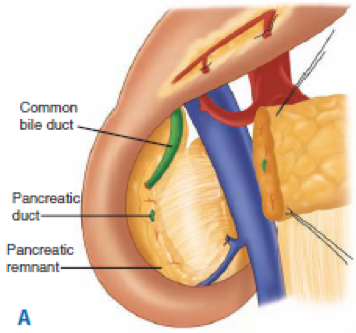 Common
bile duct
Pancreatic
duct
Pancreatic
remnant
A